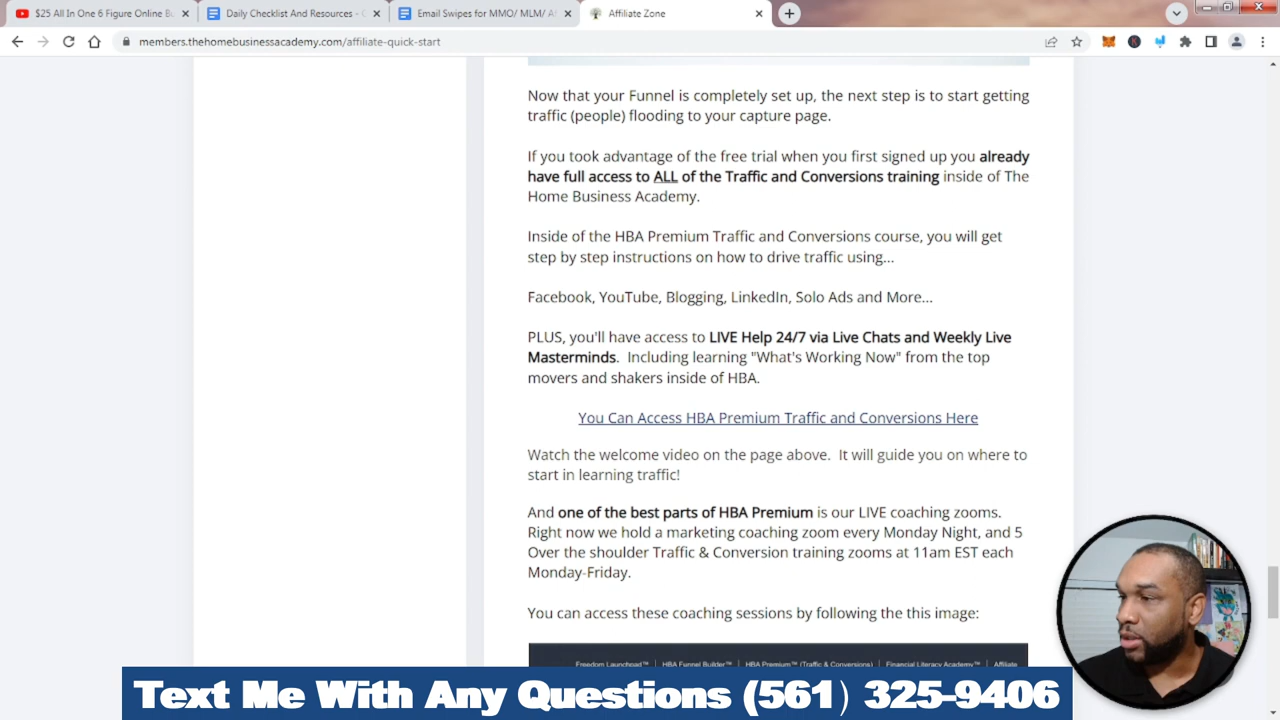 $25 All In One 6 Figure Online Bu
Daily Checklist And Resources - G
Email Swipes for MMO/ MLM/ Af
Affiliate Zone
members.thehomebusinessacademy.com/affiliate-quick-start
Now that your Funnel is completely set up, the next step is to start getting
traffic (people) flooding to your capture page.
If you took advantage of the free trial when you first signed up you already
have full access to ALL of the Traffic and Conversions training inside of The
Home Business Academy.
Inside of the HBA Premium Traffic and Conversions course, you will get
step by step instructions on how to drive traffic using...
Facebook, YouTube, Blogging, LinkedIn, Solo Ads and More...
PLUS, you'll have access to LIVE Help 24/7 via Live Chats and Weekly Live
Masterminds. Including learning "What's Working Now" from the top
movers and shakers inside of HBA.
You Can Access HBA Premium Traffic and Conversions Here
Watch the welcome video on the page above. It will guide you on where to
start in learning traffic!
And one of the best parts of HBA Premium is our LIVE coaching zooms.
Right now we hold a marketing coaching zoom every Monday Night, and 5
Over the shoulder Traffic & Conversion training zooms at 11am EST each
Monday-Friday.
You can access these coaching sessions by following the this image:
Freedom Launchpad™ | HBA Funnel Builder™ | HBA Premium™ (Traffic & Conversions) | Financial Literacy Academy™ | Affiliate
Text Me With Any Questions (561) 325-9406